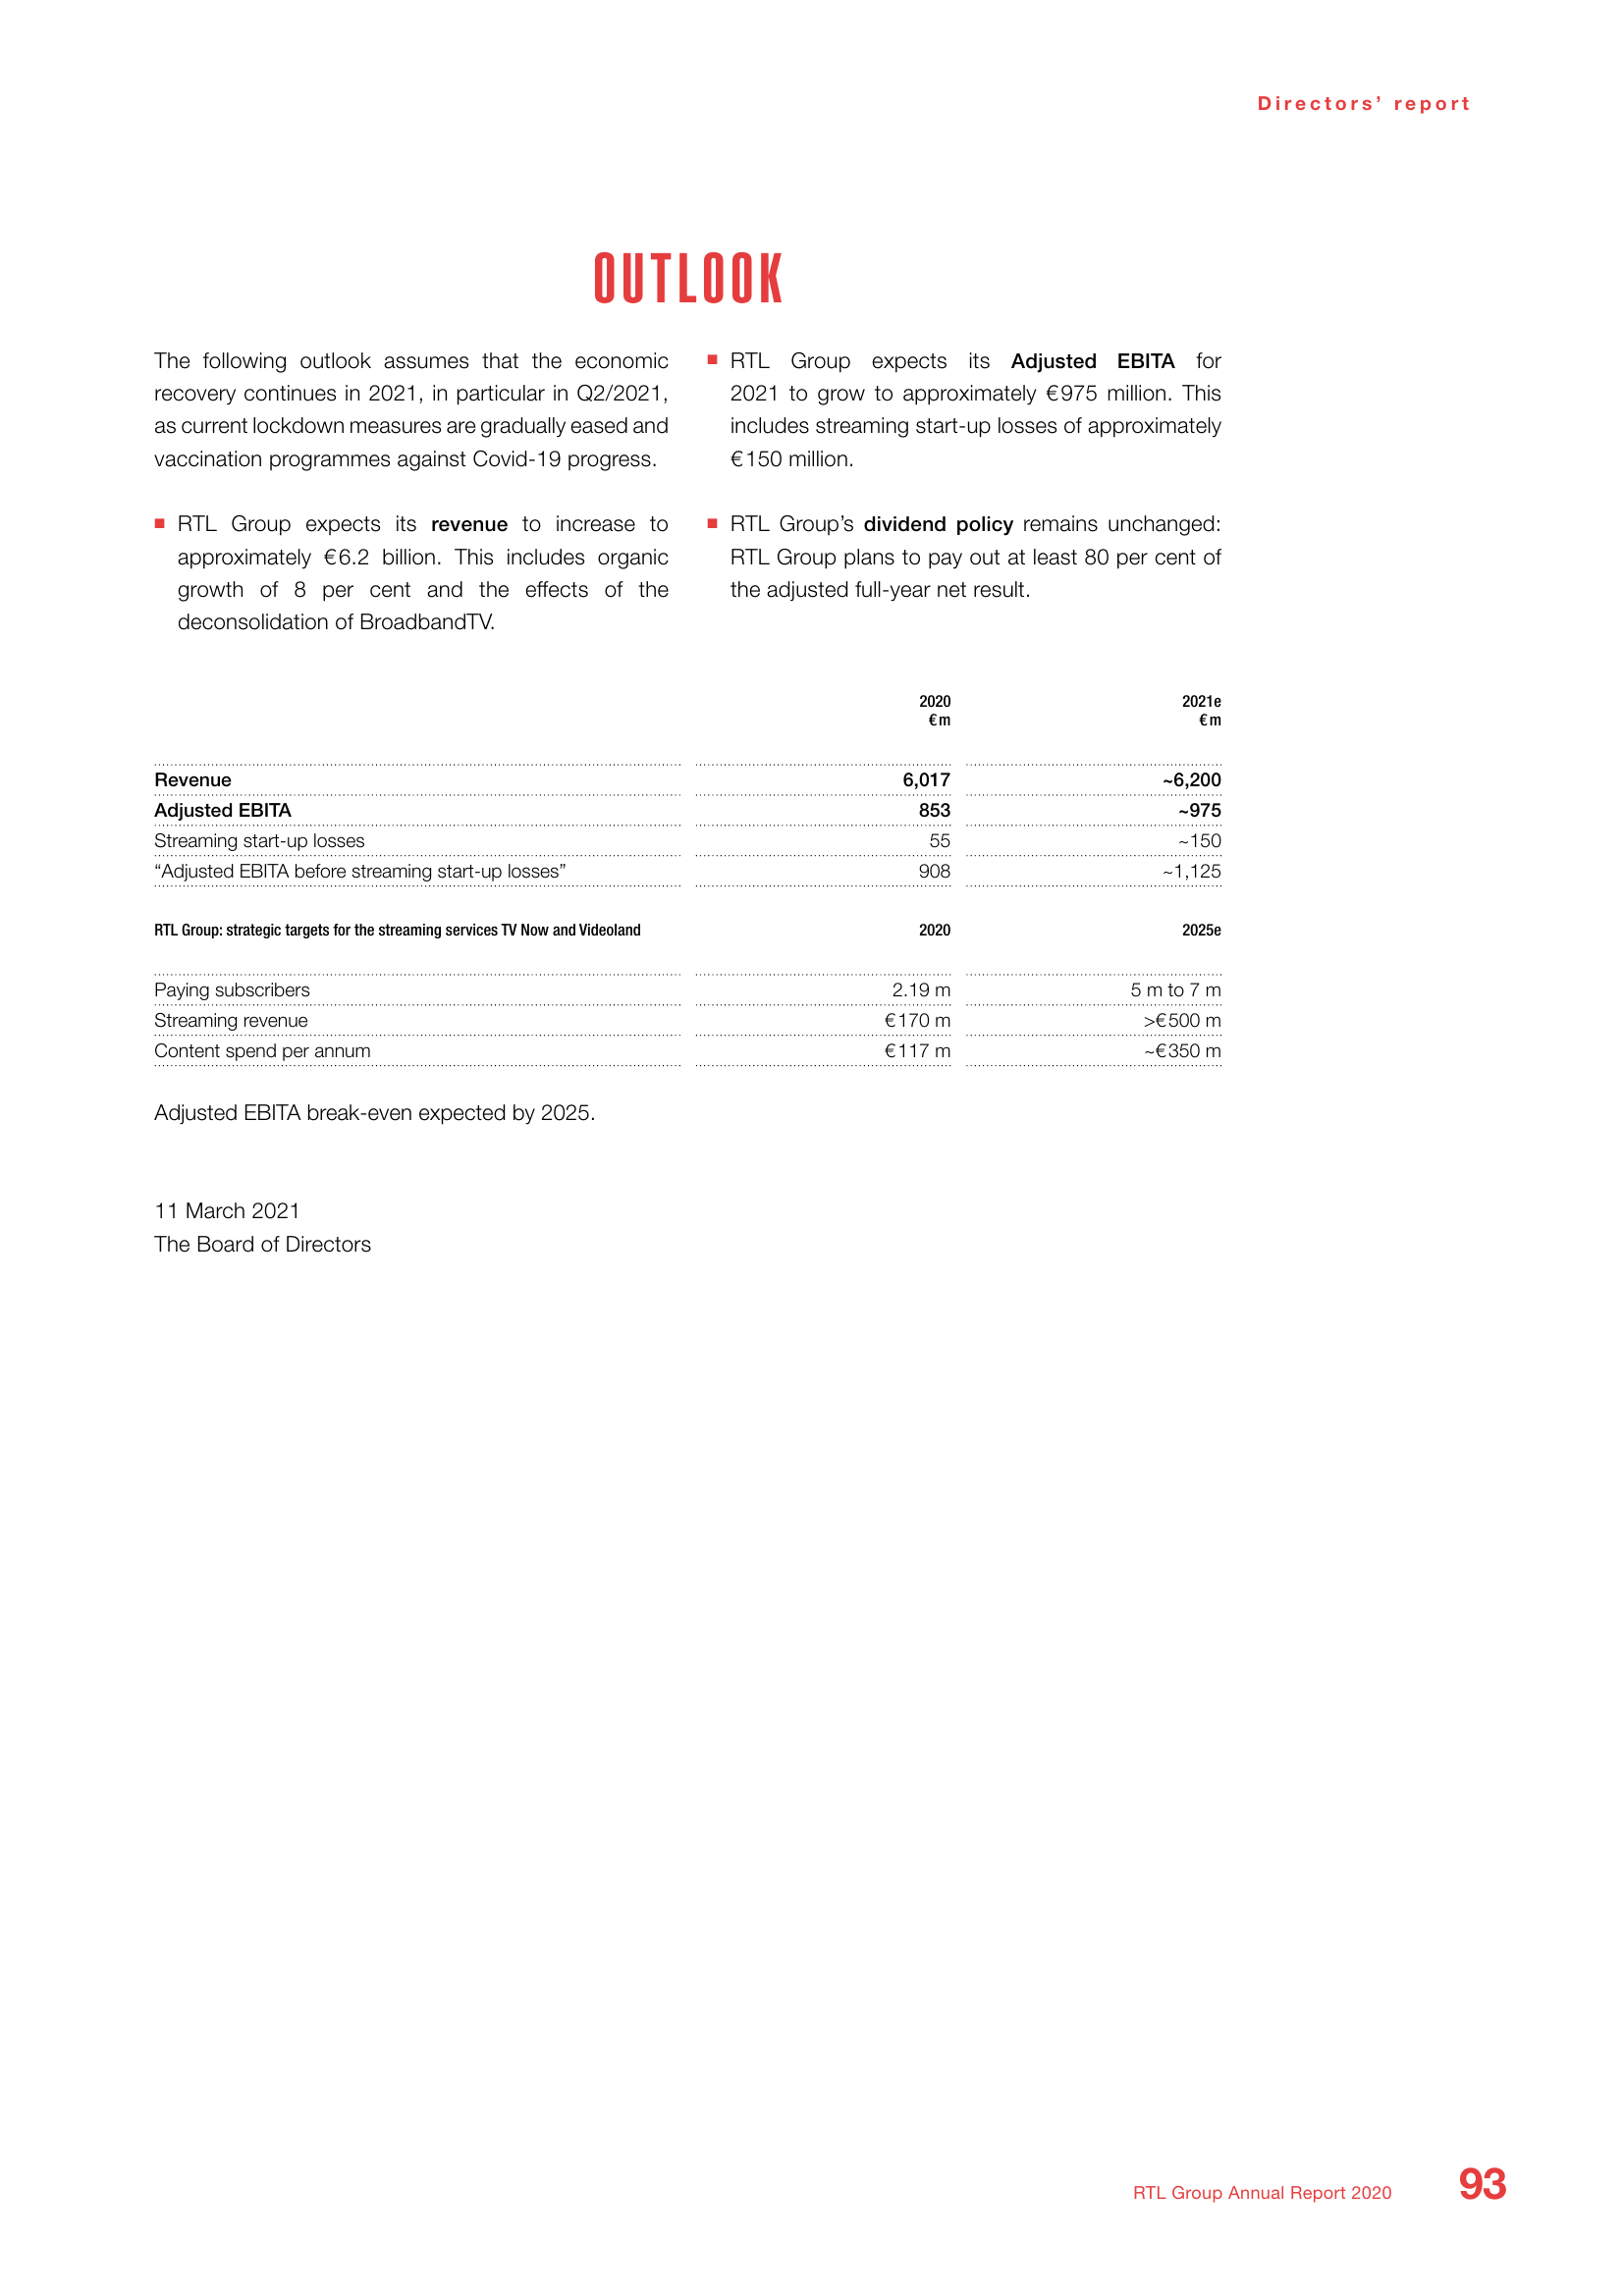 Directors’ report
OUTLOOK
The following outlook assumes that the economic
recovery continues in 2021, in particular in Q2/2021,
as current lockdown measures are gradually eased and
vaccination programmes against Covid-19 progress.
■ RTL Group expects its revenue to increase to
approximately €6.2 billion. This includes organic
growth of 8 per cent and the effects of the
deconsolidation of BroadbandTV.
■ RTL Group expects its Adjusted EBITA for
2021 to grow to approximately €975 million. This
includes streaming start-up losses of approximately
€150 million.
■ RTL Group’s dividend policy remains unchanged:
RTL Group plans to pay out at least 80 per cent of
the adjusted full-year net result.
2020 2021e
€m €m
Revenue 6,017 ~6,200
Adjusted EBITA 853 ~975
Streaming start-up losses 55 ~150
“Adjusted EBITA before streaming start-up losses” 908 ~1,125
RTL Group: strategic targets for the streaming services TV Now and Videoland 2020 2025e
Paying subscribers 2.19 m 5 m to 7 m
Streaming revenue €170 m >€500 m
Content spend per annum €117 m ~€350 m
Adjusted EBITA break-even expected by 2025.
11 March 2021
The Board of Directors
RTL Group Annual Report 2020 93